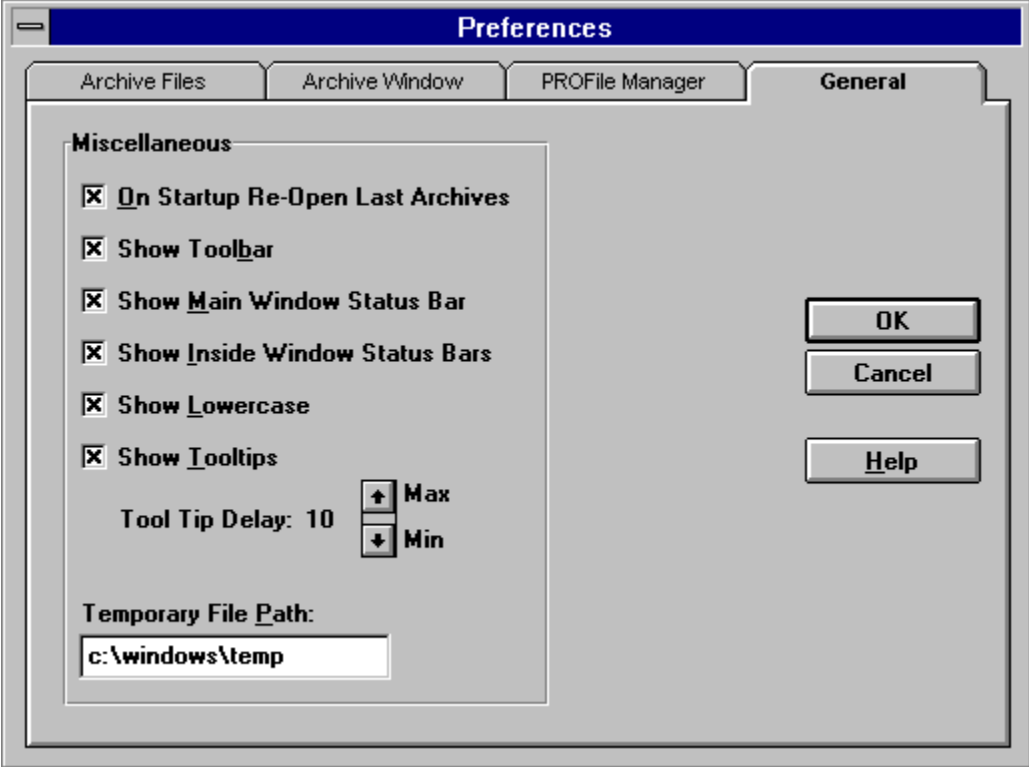 Preferences
Archive Files
Archive Window
PROFile Manager
General
Miscellaneous
On Startup Re-Open Last Archives
Show Toolbar
Show Main Window Status Bar
Show Inside Window Status Bars
Show Lowercase
Show Tooltips
Tool Tip Delay: 10
Max
Min
Temporary File Path:
c:\windows\temp
OK
Cancel
Help